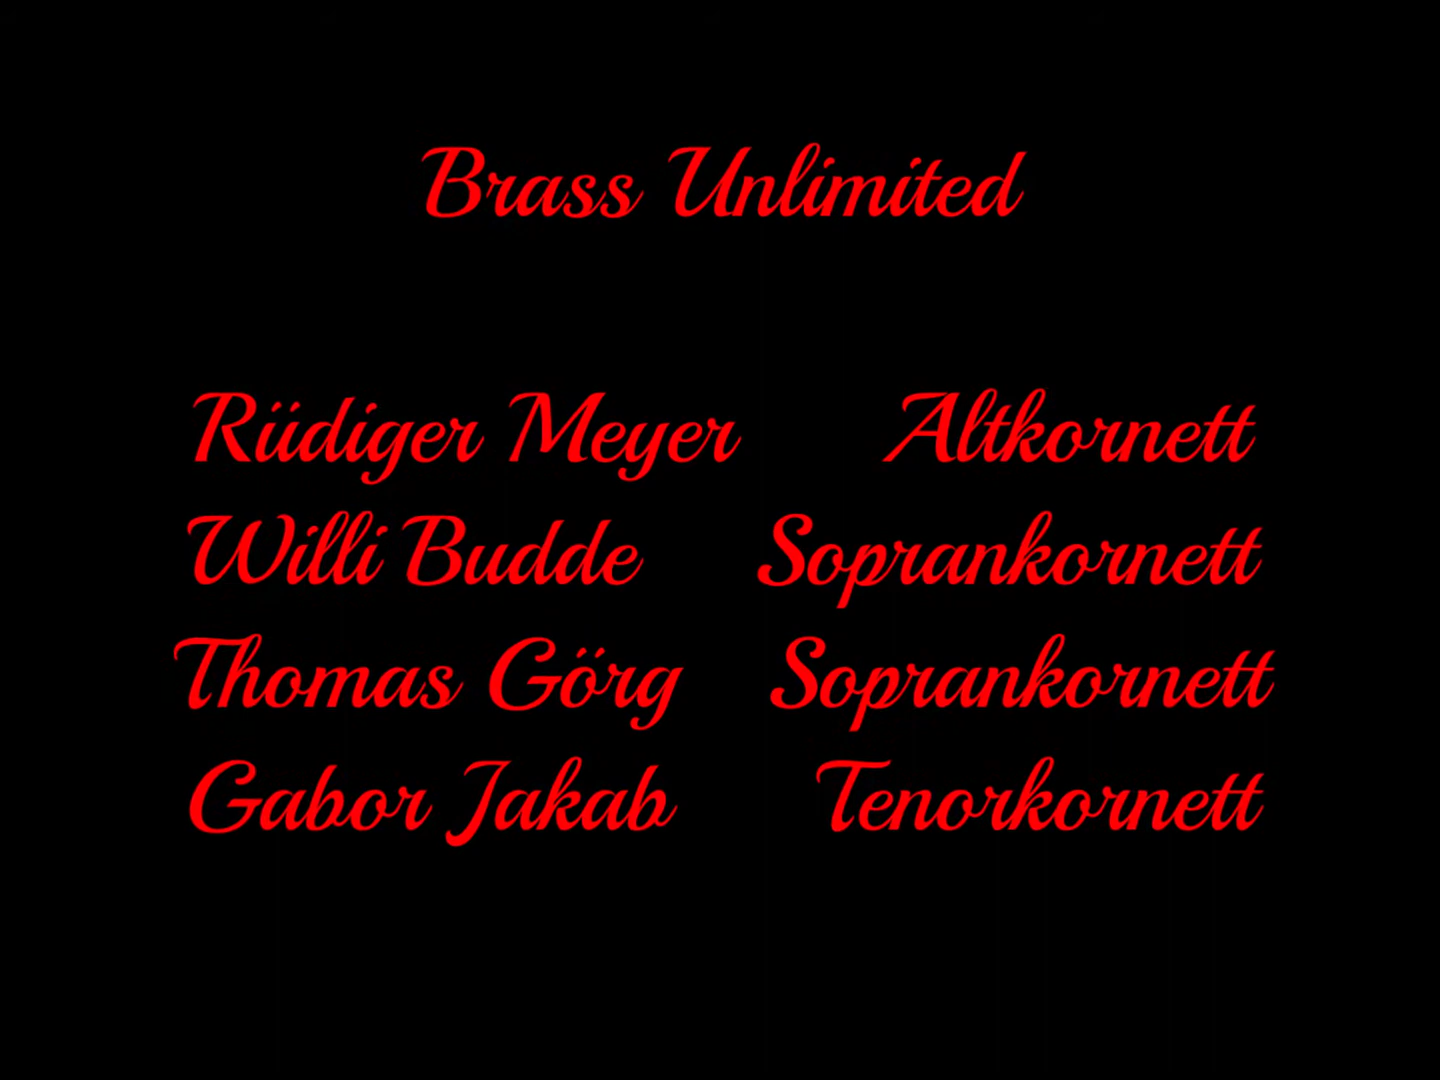 Brass Unlimited
Rüdiger Meyer Altkornett
Willi Budde Soprankornett
Thomas Görg Soprankornett
Gabor Jakab Tenorkornett